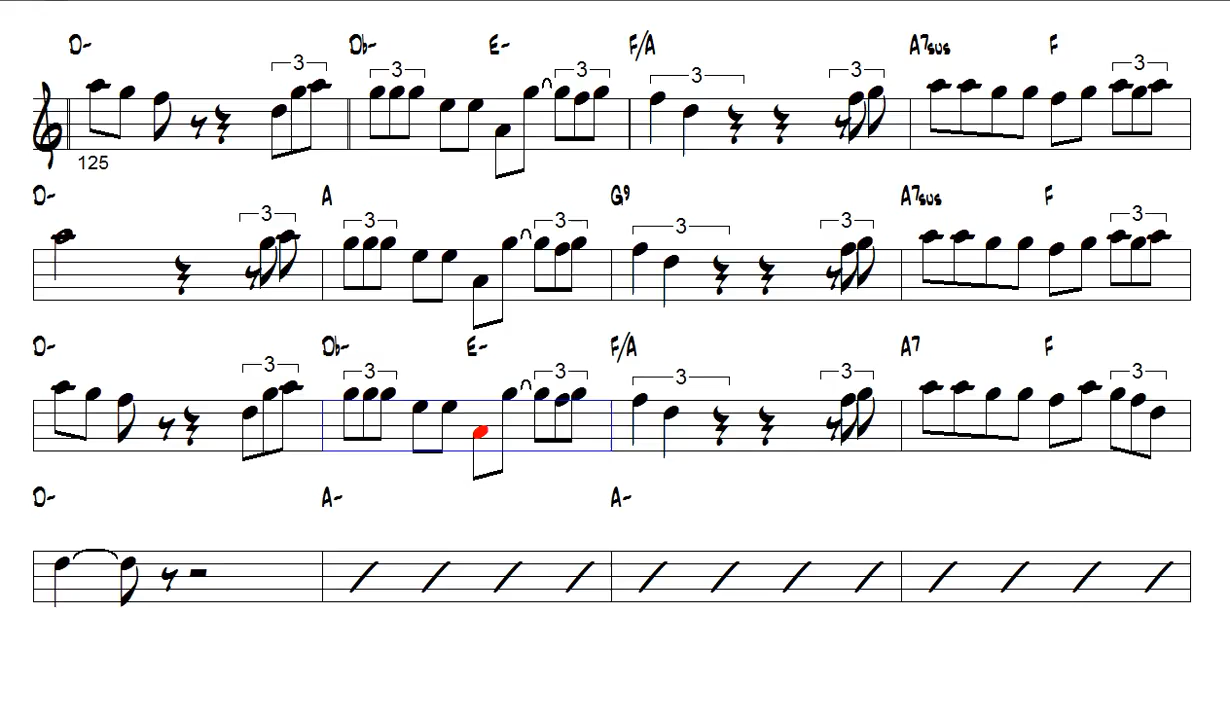 D- Db- E- F/A A7sus F
3 3 3 3 3 3
125
D- A G9 A7sus F
3 3 3 3 3 3
D- Db- E- F/A A7 F
3 3 3 3 3 3
D- A- A-